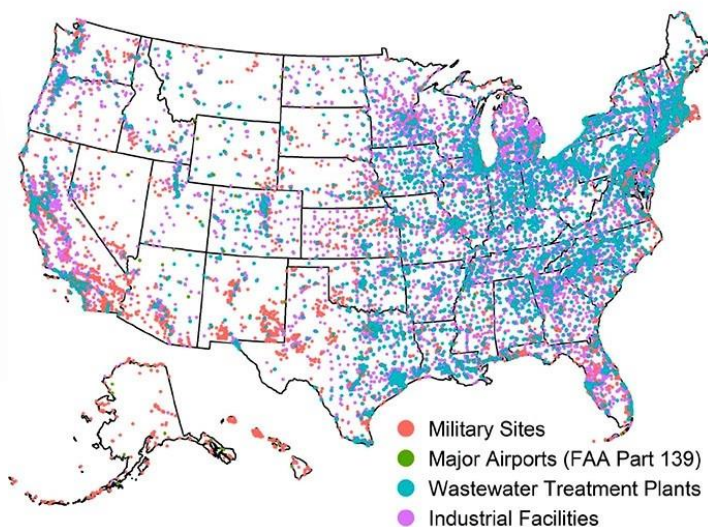 Military Sites
Major Airports (FAA Part 139)
Wastewater Treatment Plants
Industrial Facilities